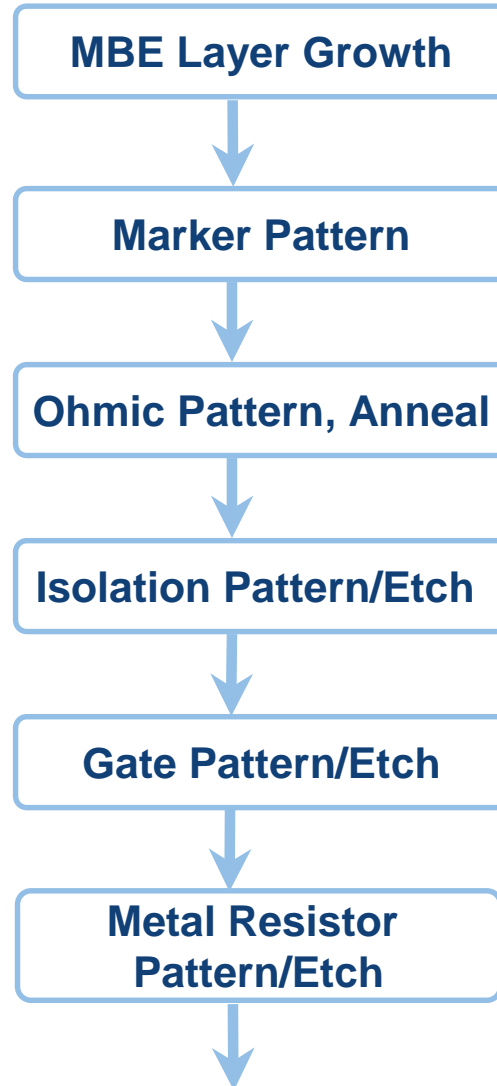 MBE Layer Growth
Marker Pattern
Ohmic Pattern, Anneal
Isolation Pattern/Etch
Gate Pattern/Etch
Metal Resistor
Pattern/Etch